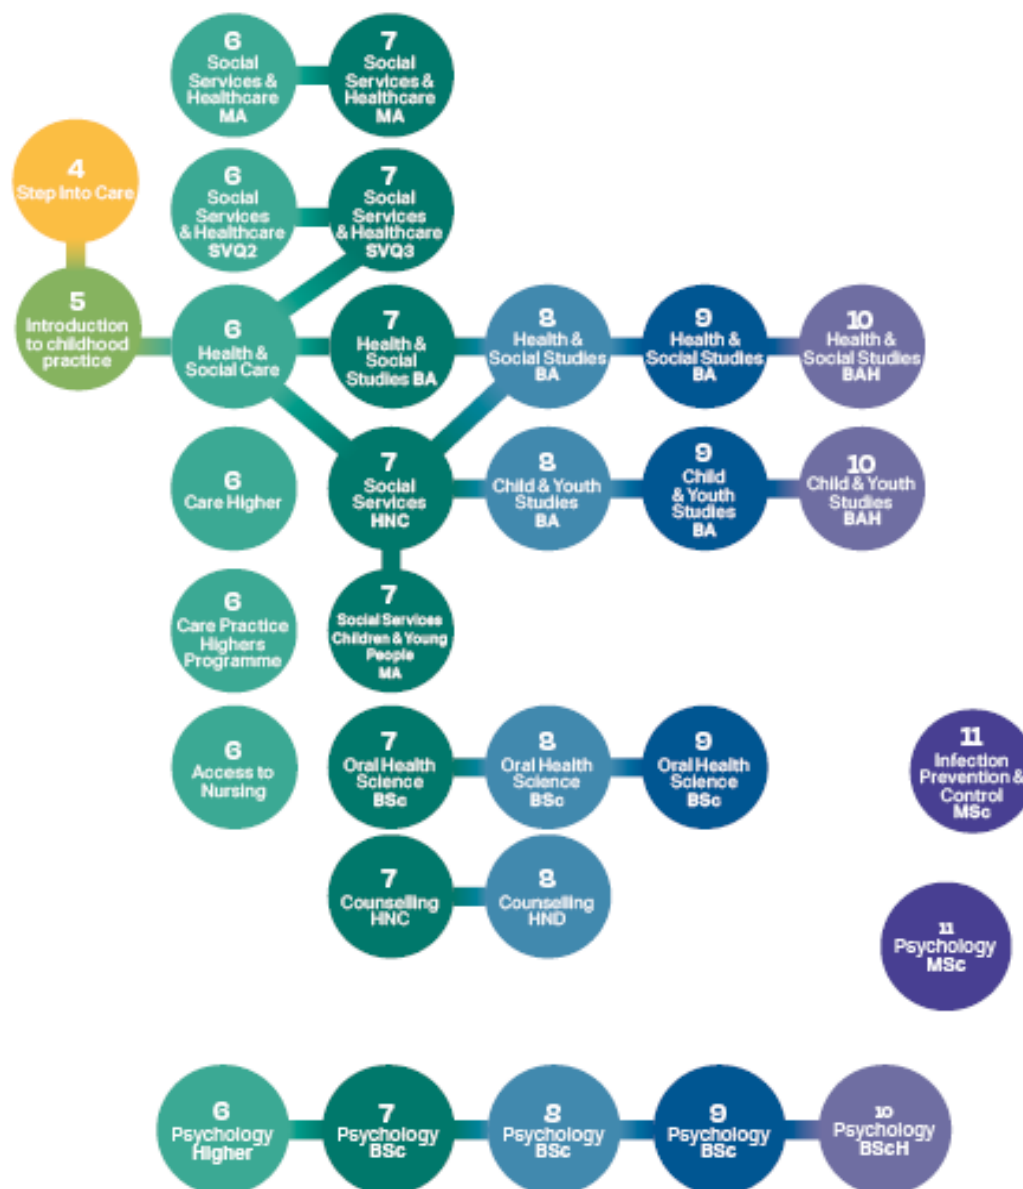 6
Social
Services &
Healthcare
MA
7
Social
Services &
Healthcare
MA
4
Step Into Care
6
Social
Services
& Healthcare
SVQ2
7
Social
Services
& Healthcare
SVQ3
5
Introduction
to childhood
practice
6
Health &
Social Care
7
Health &
Social
Studies BA
8
Health &
Social Studies
BA
9
Health &
Social Studies
BA
10
Health &
Social Studies
BAH
6
Care Higher
7
Social
Services
HNC
8
Child & Youth
Studies
BA
9
Child
& Youth
Studies
BA
10
Child & Youth
Studies
BAH
6
Care Practice
Highers
Programme
7
Social Services
Children & Young
People
MA
6
Access to
Nursing
7
Oral Health
Science
BSc
8
Oral Health
Science
BSc
9
Oral Health
Science
BSc
11
Infection
Prevention &
Control
MSc
7
Counselling
HNC
8
Counselling
HND
11
Psychology
MSc
6
Psychology
Higher
7
Psychology
BSc
8
Psychology
BSc
9
Psychology
BSc
10
Psychology
BScH